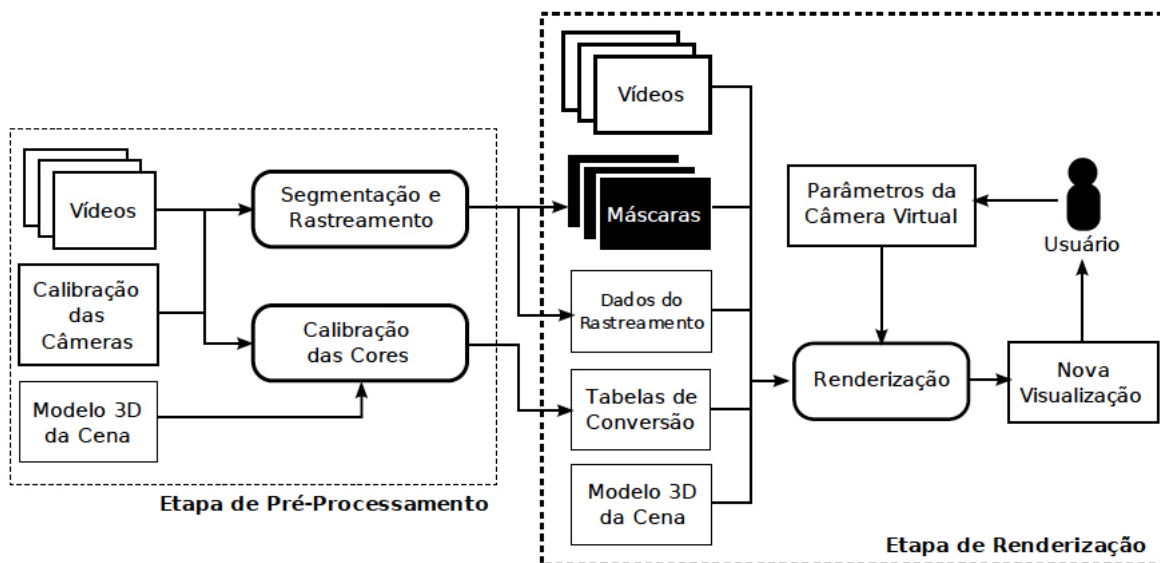 Vídeos
Calibração
das
Câmeras
Modelo 3D
da Cena
Segmentação e
Rastreamento
Calibração
das Cores
Etapa de Pré-Processamento
Vídeos
Máscaras
Dados do
Rastreamento
Tabelas de
Conversão
Modelo 3D
da Cena
Parâmetros da
Câmera Virtual
Usuário
Renderização
Nova
Visualização
Etapa de Renderização